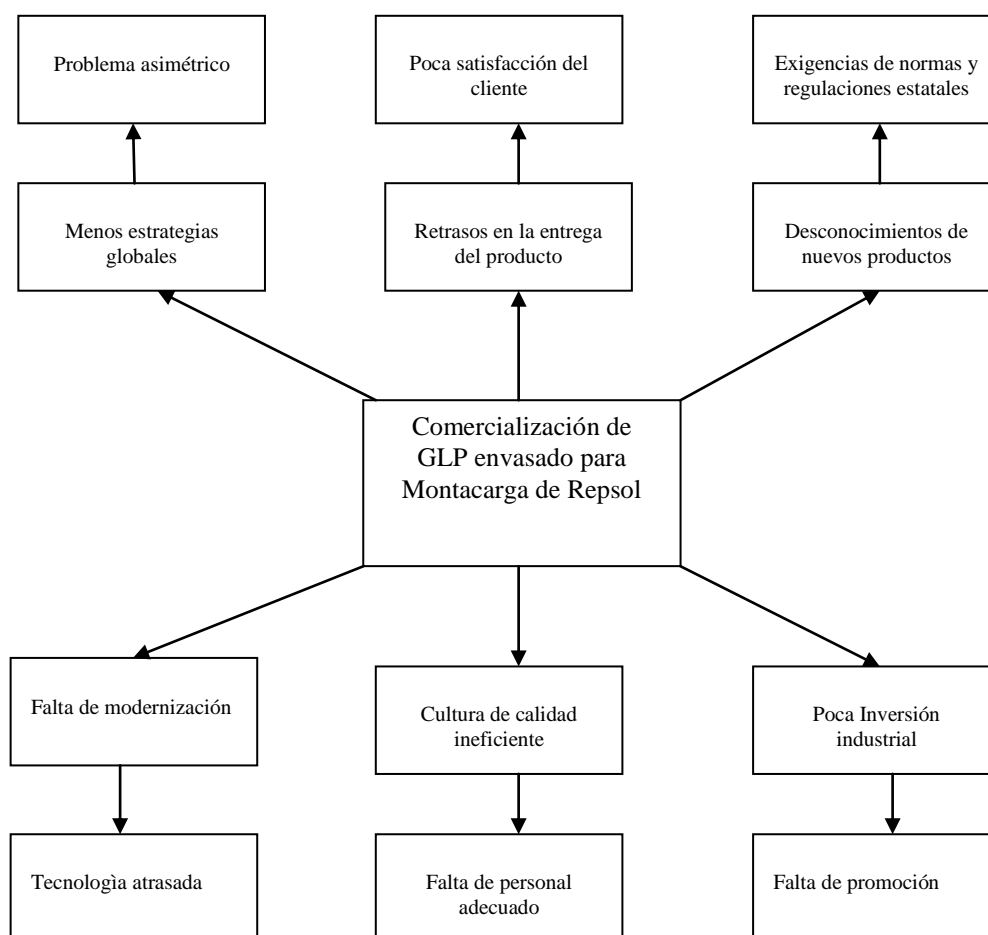 Problema asimétrico
Poca satisfacción del
cliente
Exigencias de normas y
regulaciones estatales
Menos estrategias
globales
Retrasos en la entrega
del producto
Desconocimientos de
nuevos productos
Comercialización de
GLP envasado para
Montacarga de Repsol
Falta de modernización
Cultura de calidad
ineficiente
Poca Inversión
industrial
Tecnologìa atrasada
Falta de personal
adecuado
Falta de promoción